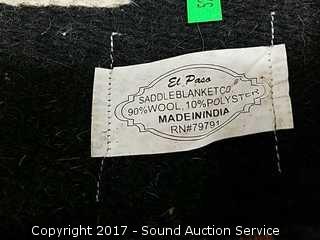 El Paso
SADDLEBLANKETCO.®
90%WOOL,10%POLYSTER
MADEININDIA
RN#79791
Copyright 2017 - Sound Auction Service